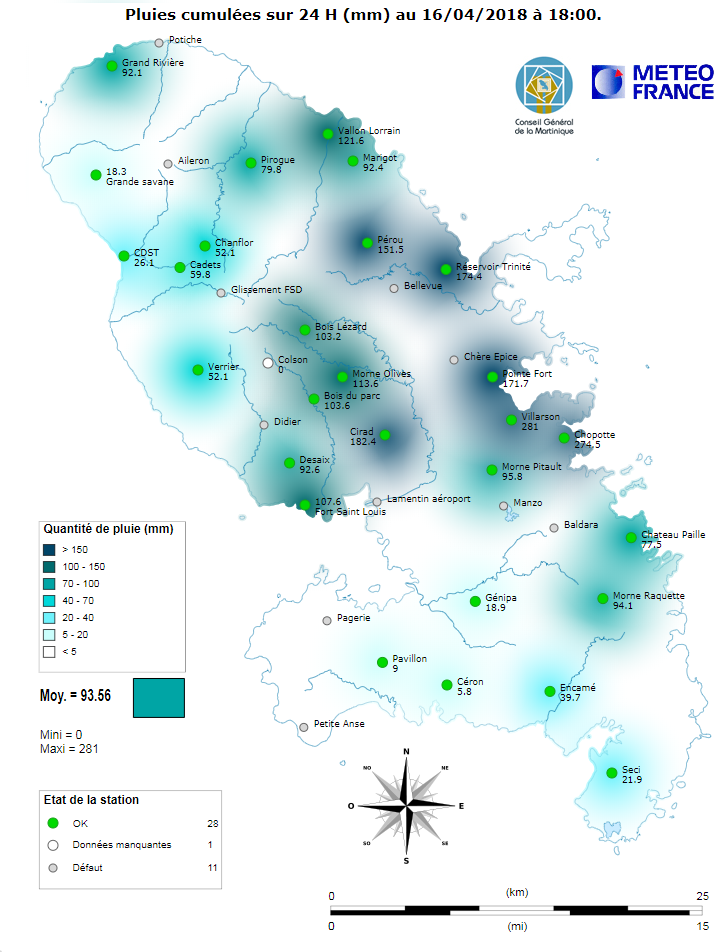 Pluies cumulées sur 24 H (mm) au 16/04/2018 à 18:00.
Potiche
Grand Rivière
92.1
METEO
FRANCE
Conseil Général
de la Martinique
Vallon Lorrain
121.6
Aileron
Pirogue
79.8
Marigot
92.4
18.3
Grande savane
Chanflor
52.1
Pérou
151.5
CDST
26.1
Cadets
59.8
Réservoir Trinité
174.4
Glissement FSD
Bellevue
Bois Lézard
103.2
Colson
0
Chère Epice
Verrier
52.1
Morne Olives
113.6
Pointe Fort
171.7
Bois du parc
103.6
Didier
Cirad
182.4
Villarson
281
Chopotte
274.5
Desaix
92.6
Morne Pitault
95.8
107.6
Fort Saint Louis
Lamentin aéroport
Manzo
Baldara
Chateau Paille
77.5
Quantité de pluie (mm)
> 150
100 - 150
70 - 100
40 - 70
20 - 40
5 - 20
< 5
Génipa
18.9
Morne Raquette
94.1
Pagerie
Pavillon
9
Céron
5.8
Encamé
39.7
Moy. = 93.56
Mini = 0
Maxi = 281
Petite Anse
Seci
21.9
N
NO
NE
O
E
SO
SE
S
Etat de la station
OK 28
Données manquantes 1
Défaut 11
0 (km) 25
0 (mi) 15